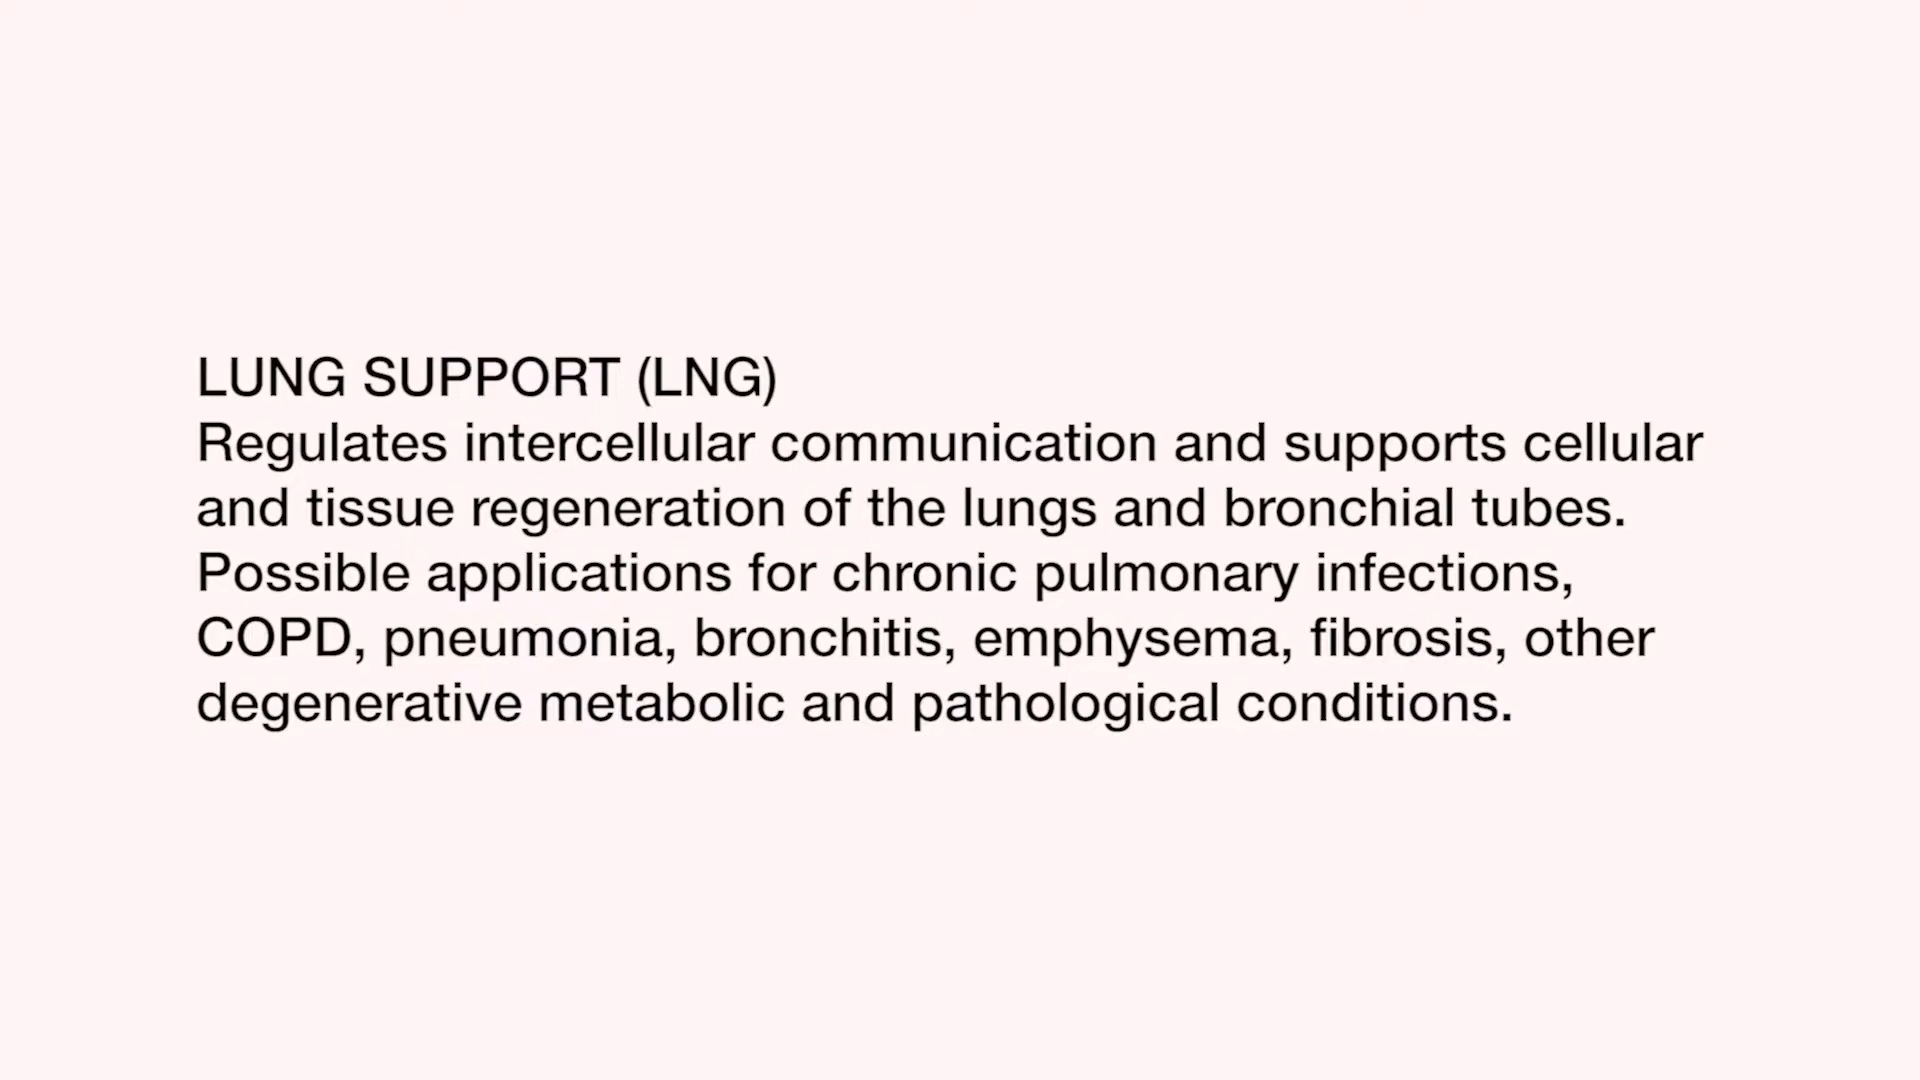 LUNG SUPPORT (LNG)
Regulates intercellular communication and supports cellular
and tissue regeneration of the lungs and bronchial tubes.
Possible applications for chronic pulmonary infections,
COPD, pneumonia, bronchitis, emphysema, fibrosis, other
degenerative metabolic and pathological conditions.